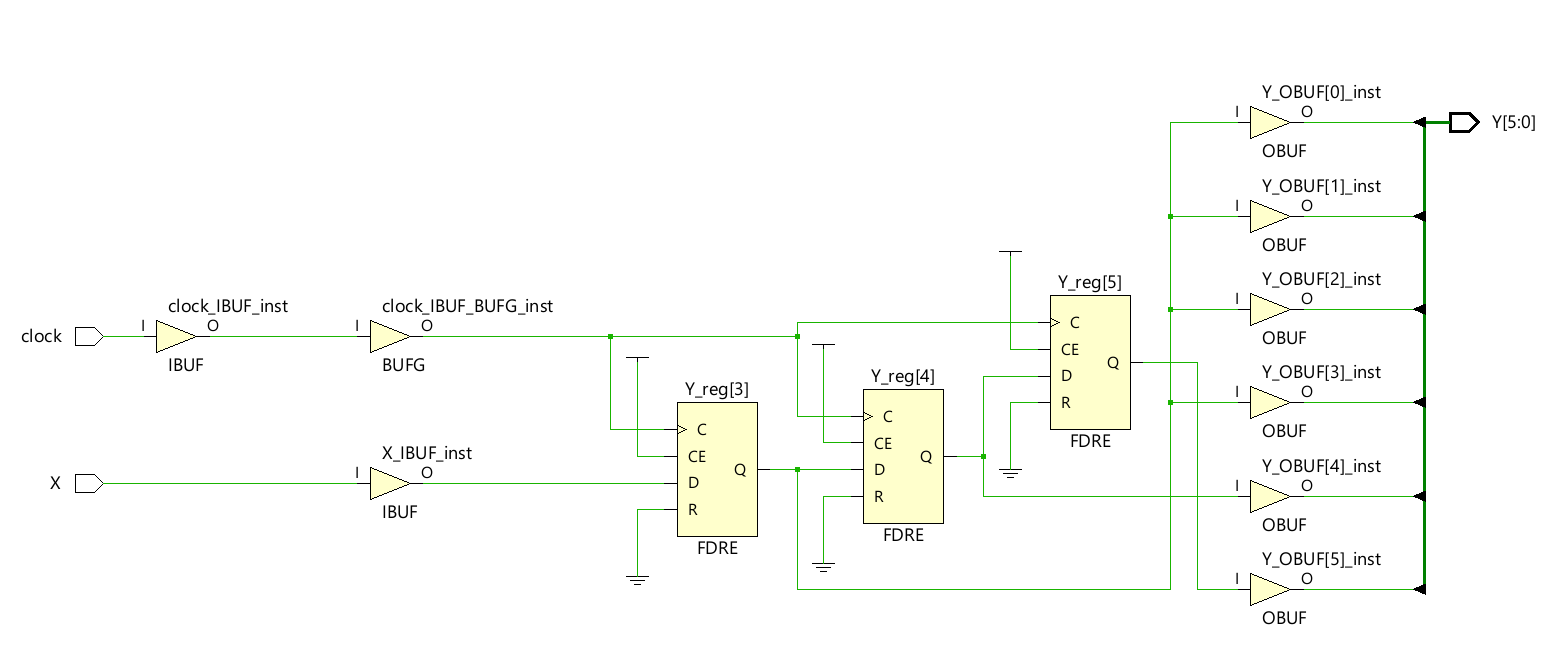 Y_OBUF[0]_inst
I
O
Y[5:0]
OBUF
Y_OBUF[1]_inst
I
O
OBUF
Y_OBUF[2]_inst
I
O
OBUF
Y_reg[5]
C
CE
D
R
Q
FDRE
clock_IBUF_inst
clock
I
O
IBUF
clock_IBUF_BUFG_inst
I
O
BUFG
Y_reg[3]
C
CE
D
R
Q
FDRE
Y_reg[4]
C
CE
D
R
Q
FDRE
Y_OBUF[3]_inst
I
O
OBUF
X_IBUF_inst
X
I
O
IBUF
Y_OBUF[4]_inst
I
O
OBUF
Y_OBUF[5]_inst
I
O
OBUF